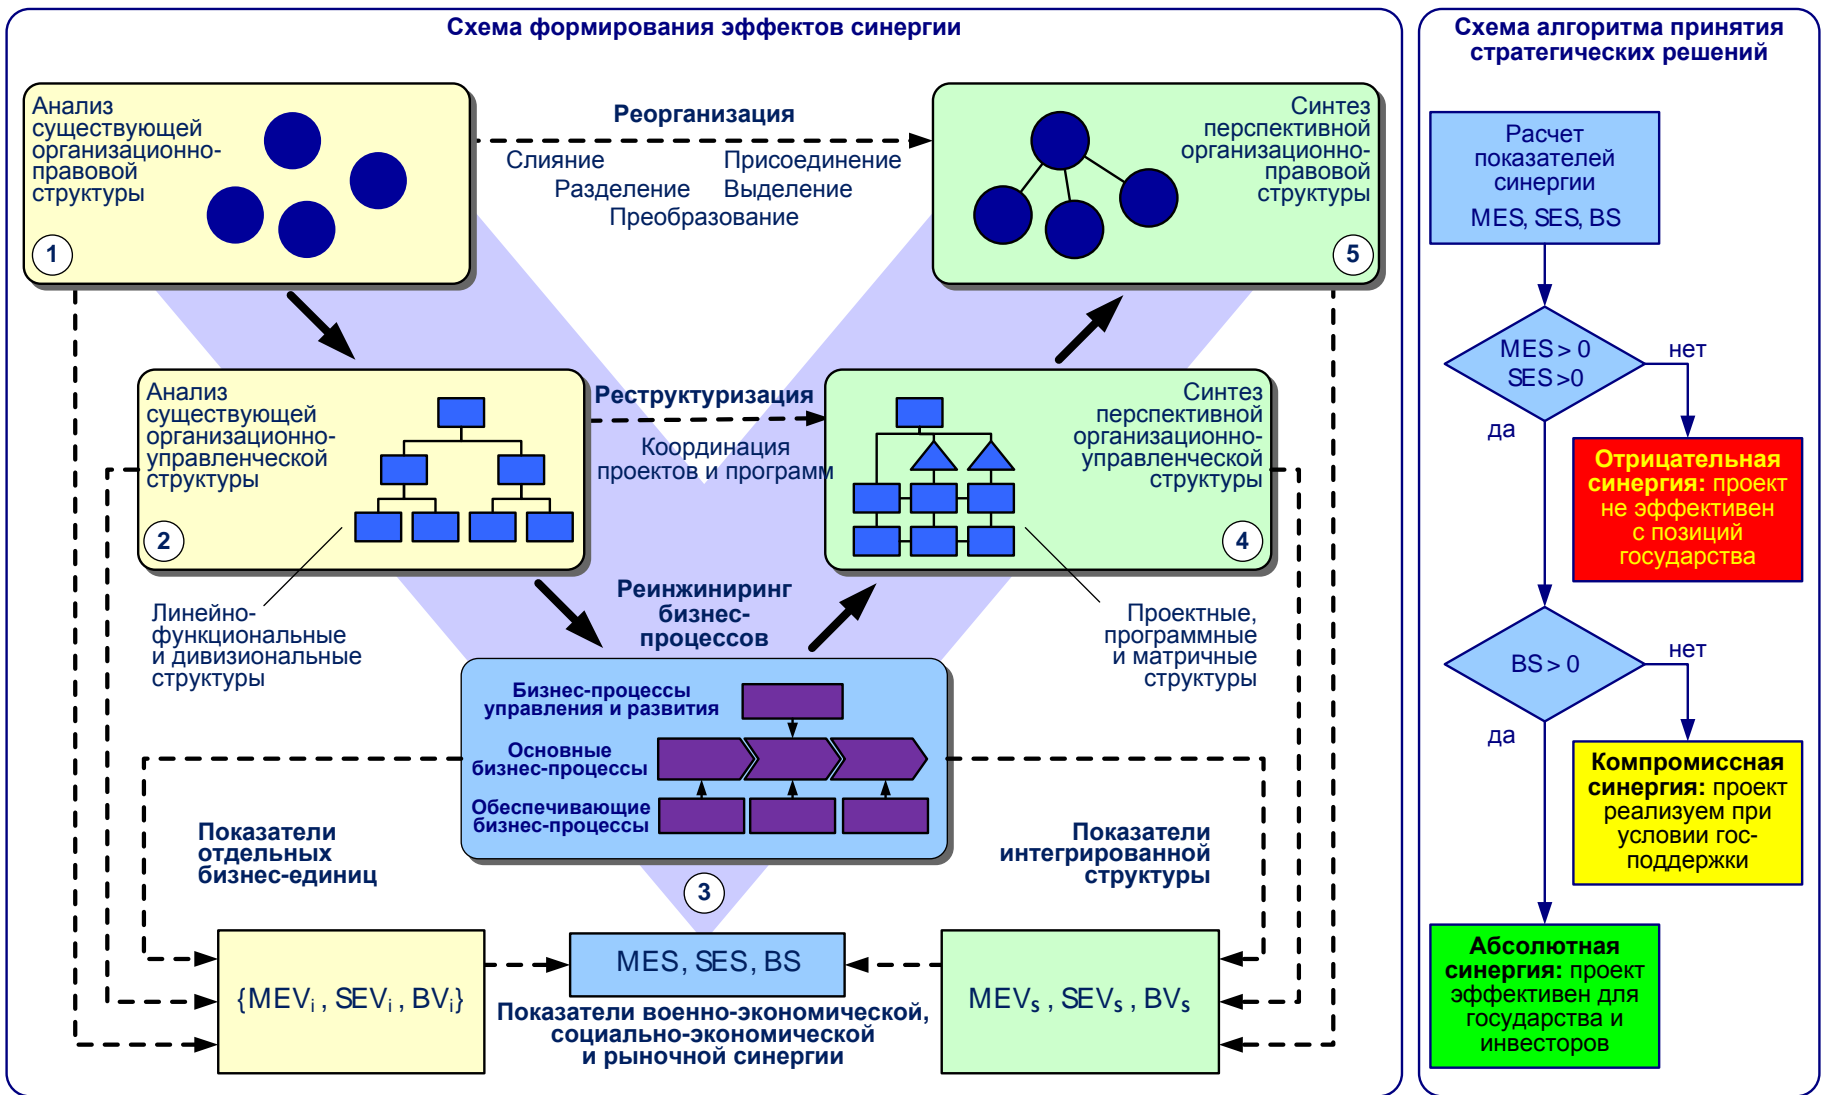 Схема формирования эффектов синергии
Анализ
существующей
организационно-
правовой
структуры
1
Реорганизация
Слияние
Присоединение
Разделение
Выделение
Преобразование
Синтез
перспективной
организационно-
правовой
структуры
5
Анализ
существующей
организационно-
управленческой
структуры
2
Реструктуризация
Координация
проектов и программ
Синтез
перспективной
организационно-
управленческой
структуры
4
Линейно-
функциональные
и дивизиональные
структуры
Реинжиниринг
бизнес-
процессов
Проектные,
программные
и матричные
структуры
Бизнес-процессы
управления и развития
Основные
бизнес-процессы
Обеспечивающие
бизнес-процессы
3
Показатели
отдельных
бизнес-единиц
Показатели
интегрированной
структуры
{MEVi , SEVi , BVi}
MES, SES, BS
MEVs , SEVs , BVs
Показатели военно-экономической,
социально-экономической
и рыночной синергии
Схема алгоритма принятия
стратегических решений
Расчет
показателей
синергии
MES, SES, BS
MES > 0
SES >0
нет
да
Отрицательная
синергия: проект
не эффективен
с позиций
государства
BS > 0
нет
да
Компромиссная
синергия: проект
реализуем при
условии гос-
поддержки
Абсолютная
синергия: проект
эффективен для
государства и
инвесторов